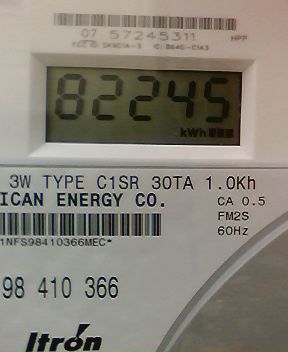 07 57245311
82245
kWh
3W TYPE C1SR 30TA 1.0Kh
ICAN ENERGY CO.
CA 0.5
FM2S
60Hz
1NFS98410366MEC*
98 410 366
Itron